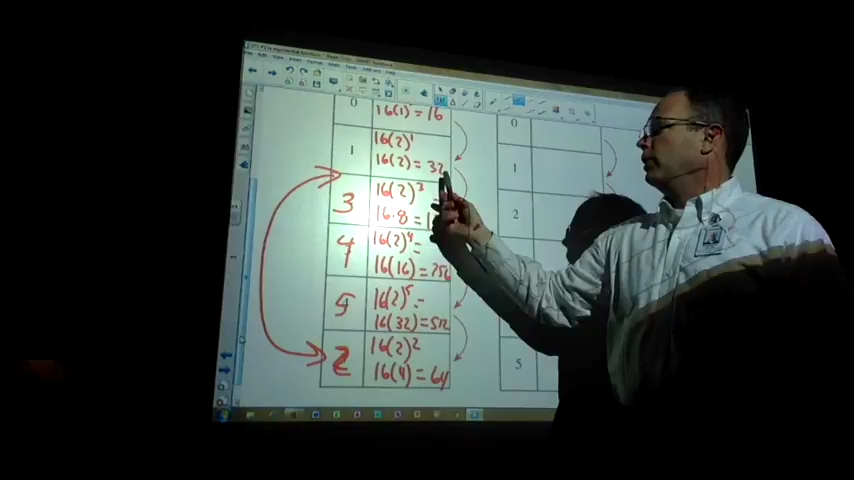 0
16(1) = 16
1
16(2)¹
16(2) = 32
3
16(2)³
16·8 = 1
4
16(2)⁴ =
16(16) = 256
5
16(2)⁵ =
16(32) = 512
2
16(2)²
16(4) = 64
0
1
2
5